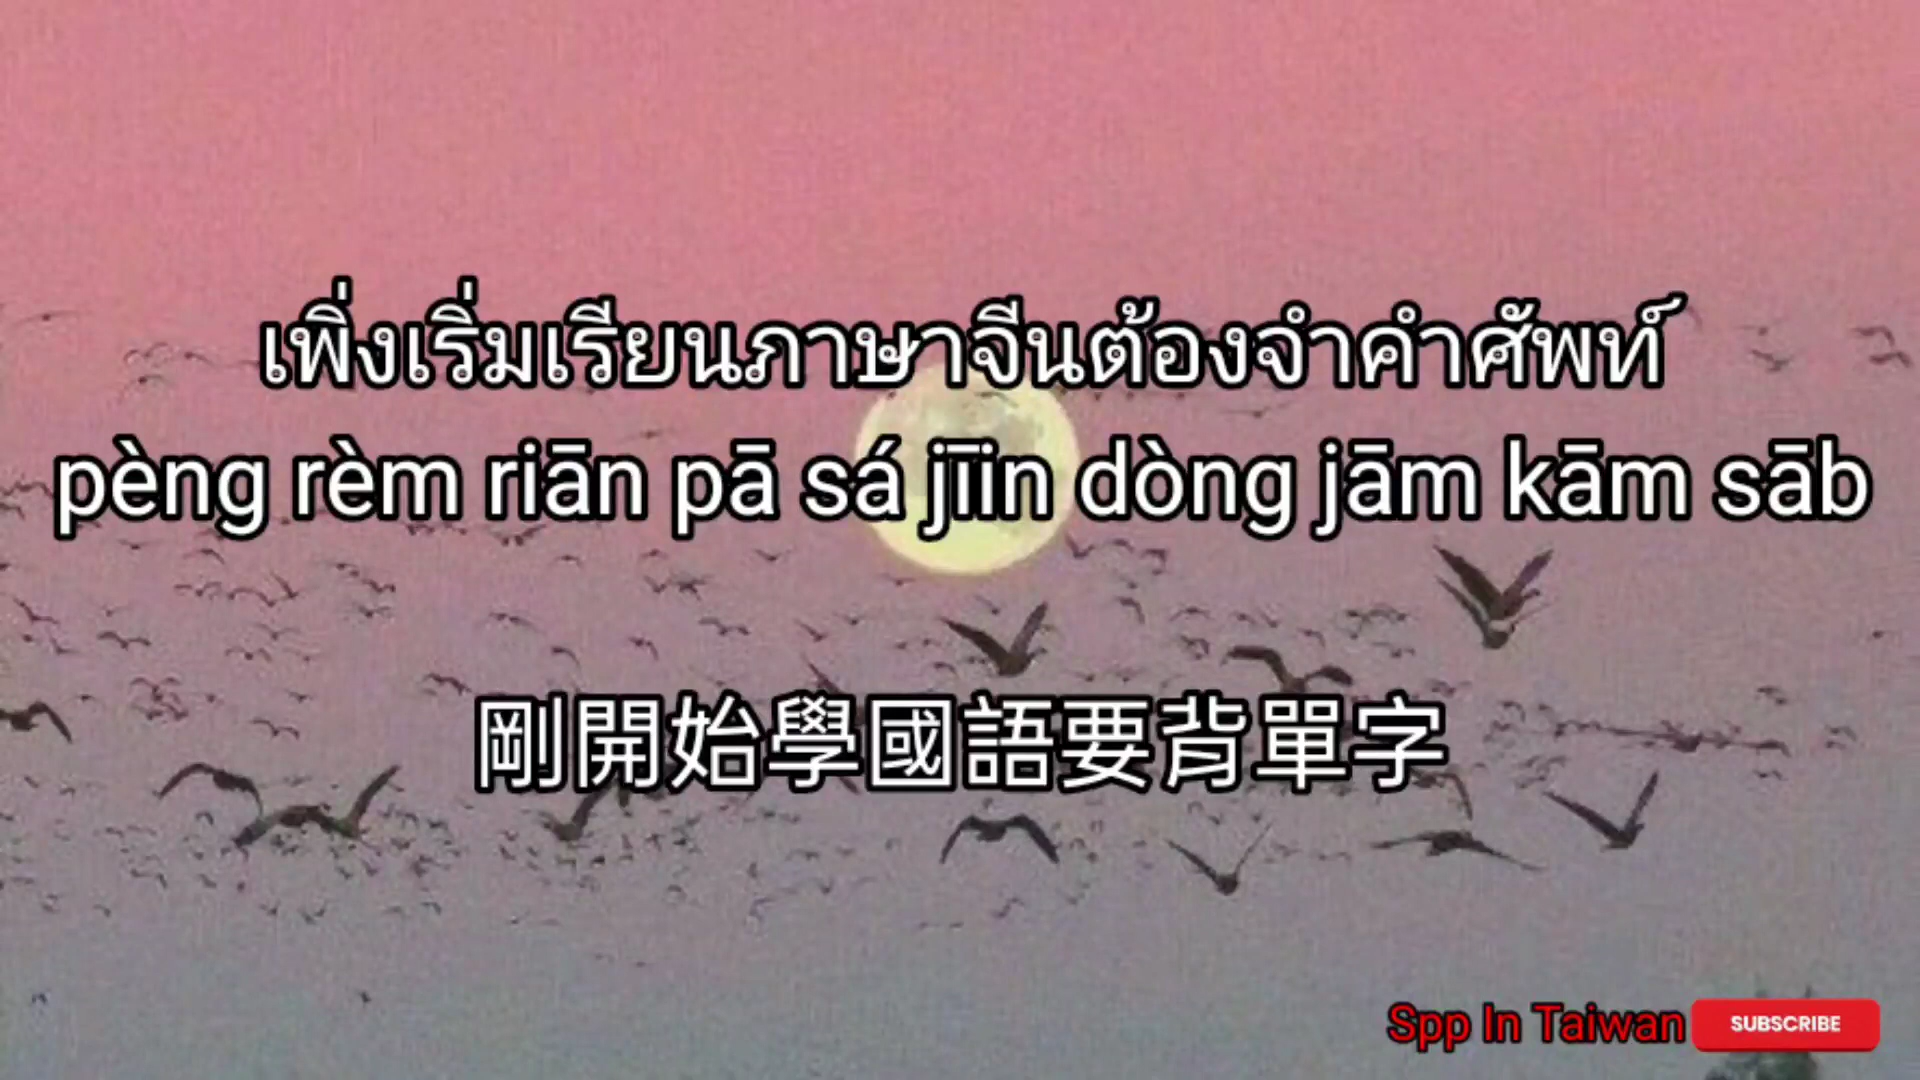 เพิ่งเริ่มเรียนภาษาจีนต้องจำคำศัพท์
pèng rèm riān pā sá jīin dòng jām kām sāb
剛開始學國語要背單字
Spp In Taiwan SUBSCRIBE